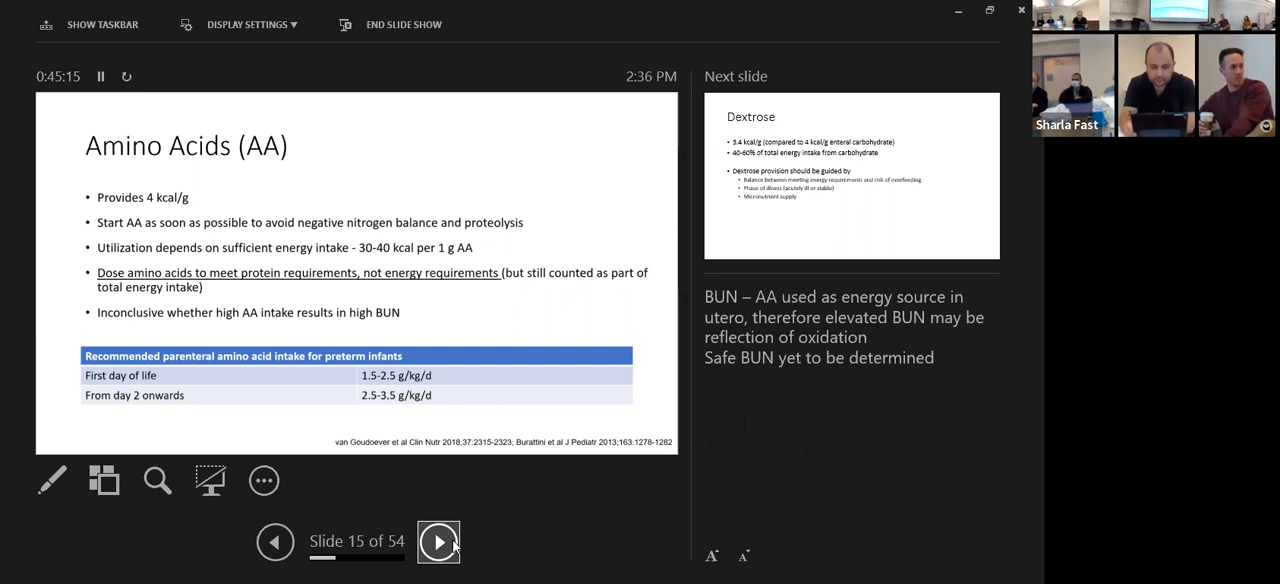 SHOW TASKBAR
DISPLAY SETTINGS ▼
END SLIDE SHOW
0:45:15
2:36 PM
Amino Acids (AA)
• Provides 4 kcal/g
• Start AA as soon as possible to avoid negative nitrogen balance and proteolysis
• Utilization depends on sufficient energy intake - 30-40 kcal per 1 g AA
• Dose amino acids to meet protein requirements, not energy requirements (but still counted as part of
total energy intake)
• Inconclusive whether high AA intake results in high BUN
Recommended parenteral amino acid intake for preterm infants
First day of life 1.5-2.5 g/kg/d
From day 2 onwards 2.5-3.5 g/kg/d
van Goudoever et al Clin Nutr 2018;37:2315-2323; Burattini et al J Pediatr 2013;163:1278-1282
Slide 15 of 54
Next slide
Dextrose
• 3.4 kcal/g (compared to 4 kcal/g enteral carbohydrate)
• 40-60% of total energy intake from carbohydrate
• Dextrose provision should be guided by
• Balance between meeting energy requirements and risk of overfeeding
• Phase of illness (acutely ill or stable)
• Micronutrient supply
BUN – AA used as energy source in
utero, therefore elevated BUN may be
reflection of oxidation
Safe BUN yet to be determined
A A
Sharla Fast